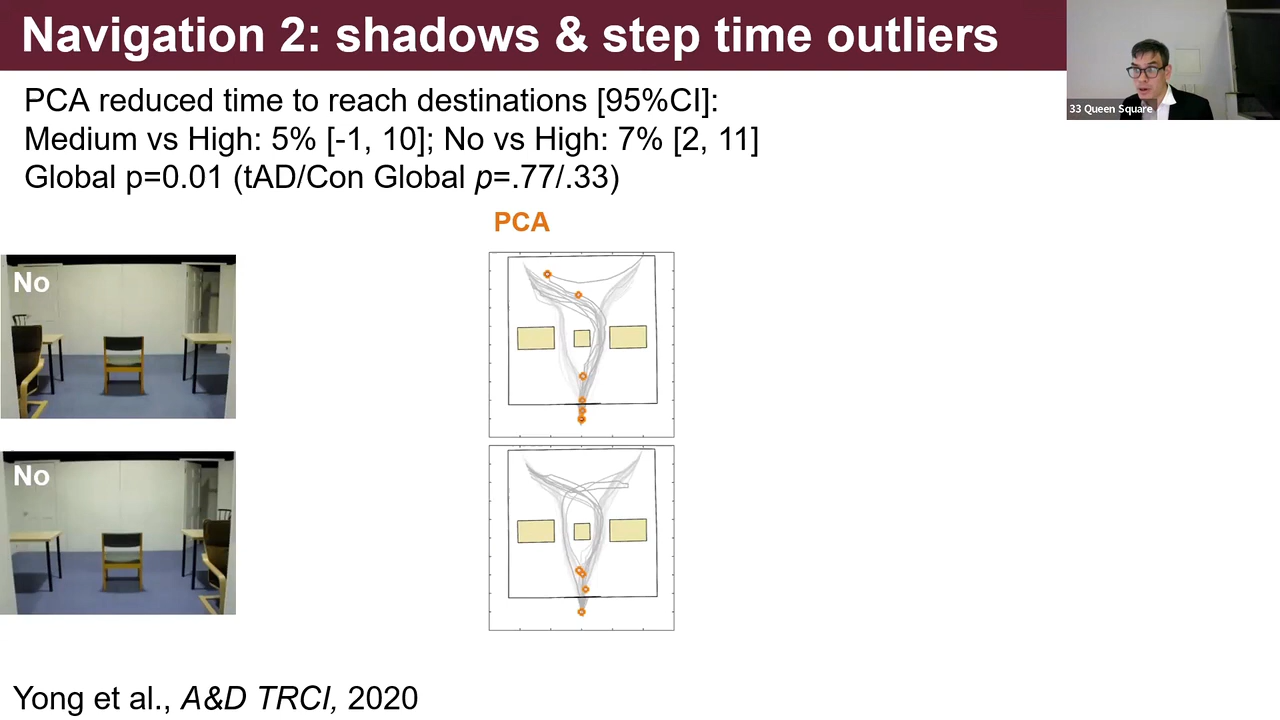 Navigation 2: shadows & step time outliers
33 Queen Square
PCA reduced time to reach destinations [95%CI]:
Medium vs High: 5% [-1, 10]; No vs High: 7% [2, 11]
Global p=0.01 (tAD/Con Global p=.77/.33)
PCA
No
No
Yong et al., A&D TRCI, 2020